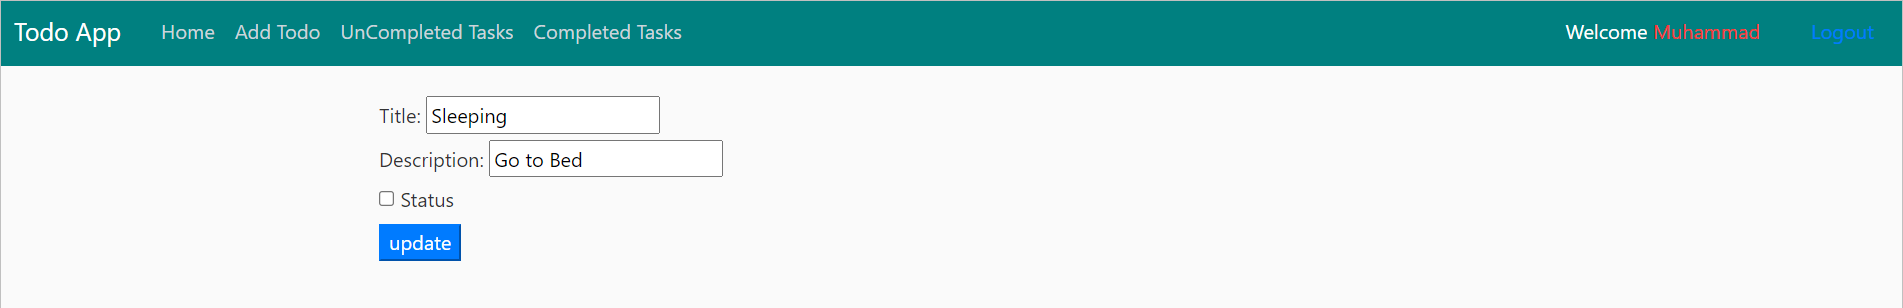 Todo App Home Add Todo UnCompleted Tasks Completed Tasks Welcome Muhammad Logout
Title: Sleeping
Description: Go to Bed
Status
update